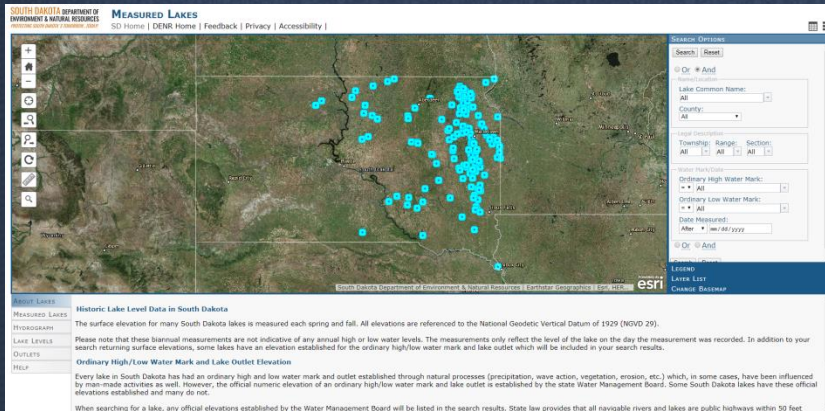 SOUTH DAKOTA DEPARTMENT OF
ENVIRONMENT & NATURAL RESOURCES
MEASURED LAKES
SD Home | DENR Home | Feedback | Privacy | Accessibility |
SEARCH OPTIONS
Search Reset
Or And
Name/Location
Lake Common Name:
All
County:
All
Legal Description
Township: Range: Section:
All All All
Water Mark/Date
Ordinary High Water Mark:
= All
Ordinary Low Water Mark:
= All
Date Measured:
After mm/dd/yyyy
Or And
Search Reset
LEGEND
LAYER LIST
CHANGE BASEMAP
South Dakota Department of Environment & Natural Resources | Earthstar Geographics | Esri, HER...
esri
ABOUT LAKES
MEASURED LAKES
HYDROGRAPH
LAKE LEVELS
OUTLETS
HELP
Historic Lake Level Data in South Dakota
The surface elevation for many South Dakota lakes is measured each spring and fall. All elevations are referenced to the National Geodetic Vertical Datum of 1929 (NGVD 29).
Please note that these biannual measurements are not indicative of any annual high or low water levels. The measurements only reflect the level of the lake on the day the measurement was recorded. In addition to your
search returning surface elevations, some lakes have an elevation established for the ordinary high/low water mark and lake outlet which will be included in your search results.
Ordinary High/Low Water Mark and Lake Outlet Elevation
Every lake in South Dakota has had an ordinary high and low water mark and outlet established through natural processes (precipitation, wave action, vegetation, erosion, etc.) which, in some cases, have been influenced
by man-made activities as well. However, the official numeric elevation of an ordinary high/low water mark and lake outlet is established by the state Water Management Board. Some South Dakota lakes have these official
elevations established and many do not.
When searching for a lake, any official elevations established by the Water Management Board will be listed in the search results. State law provides that all navigable rivers and lakes are public highways within 50 feet